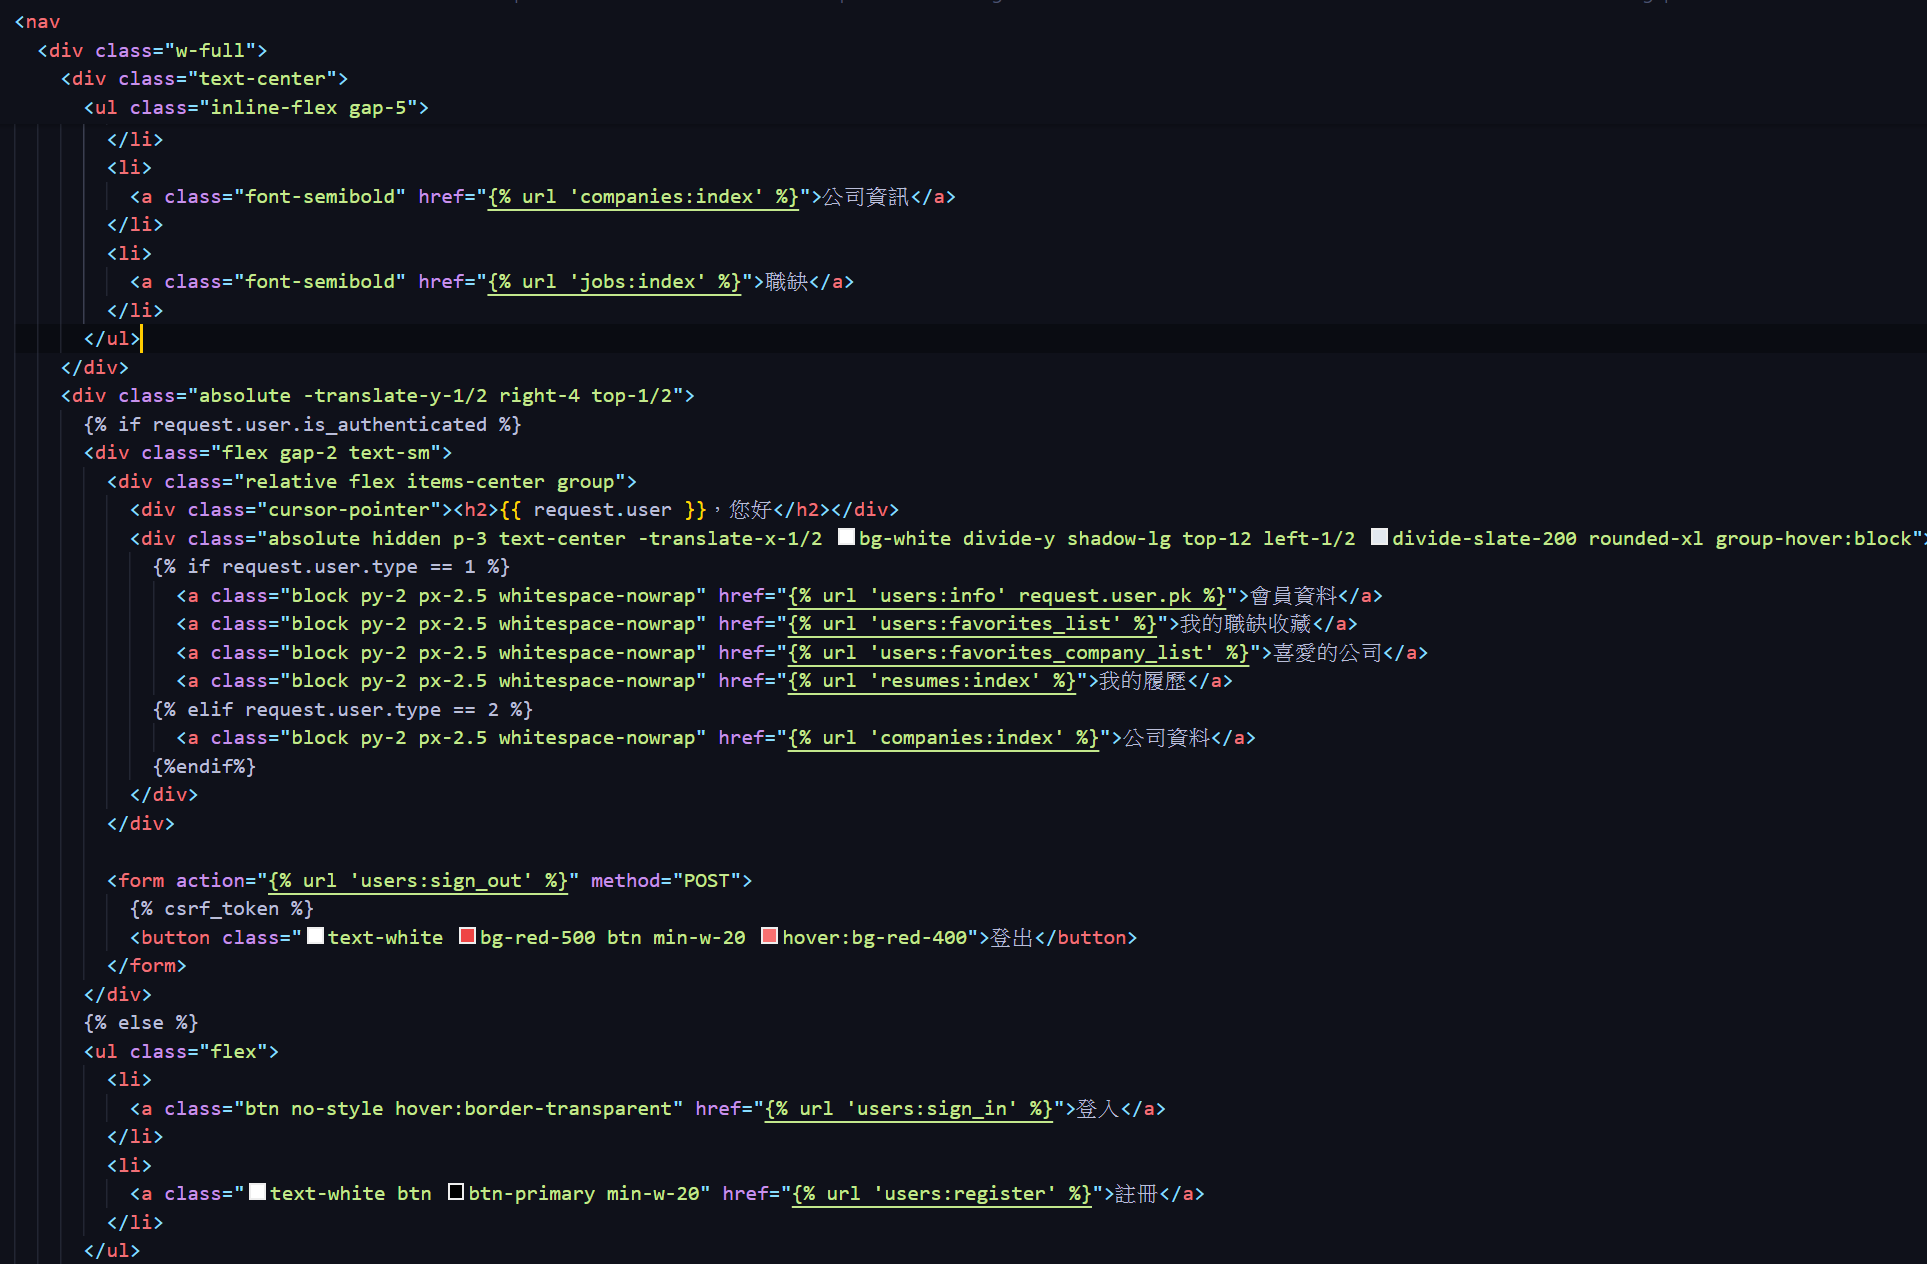 <nav
<div class="w-full">
<div class="text-center">
<ul class="inline-flex gap-5">
</li>
<li>
<a class="font-semibold" href="{% url 'companies:index' %}">公司資訊</a>
</li>
<li>
<a class="font-semibold" href="{% url 'jobs:index' %}">職缺</a>
</li>
</ul>
</div>
<div class="absolute -translate-y-1/2 right-4 top-1/2">
{% if request.user.is_authenticated %}
<div class="flex gap-2 text-sm">
<div class="relative flex items-center group">
<div class="cursor-pointer"><h2>{{ request.user }}，您好</h2></div>
<div class="absolute hidden p-3 text-center -translate-x-1/2 bg-white divide-y shadow-lg top-12 left-1/2 divide-slate-200 rounded-xl group-hover:block">
{% if request.user.type == 1 %}
<a class="block py-2 px-2.5 whitespace-nowrap" href="{% url 'users:info' request.user.pk %}">會員資料</a>
<a class="block py-2 px-2.5 whitespace-nowrap" href="{% url 'users:favorites_list' %}">我的職缺收藏</a>
<a class="block py-2 px-2.5 whitespace-nowrap" href="{% url 'users:favorites_company_list' %}">喜愛的公司</a>
<a class="block py-2 px-2.5 whitespace-nowrap" href="{% url 'resumes:index' %}">我的履歷</a>
{% elif request.user.type == 2 %}
<a class="block py-2 px-2.5 whitespace-nowrap" href="{% url 'companies:index' %}">公司資料</a>
{%endif%}
</div>
</div>
<form action="{% url 'users:sign_out' %}" method="POST">
{% csrf_token %}
<button class="text-white bg-red-500 btn min-w-20 hover:bg-red-400">登出</button>
</form>
</div>
{% else %}
<ul class="flex">
<li>
<a class="btn no-style hover:border-transparent" href="{% url 'users:sign_in' %}">登入</a>
</li>
<li>
<a class="text-white btn btn-primary min-w-20" href="{% url 'users:register' %}">註冊</a>
</li>
</ul>